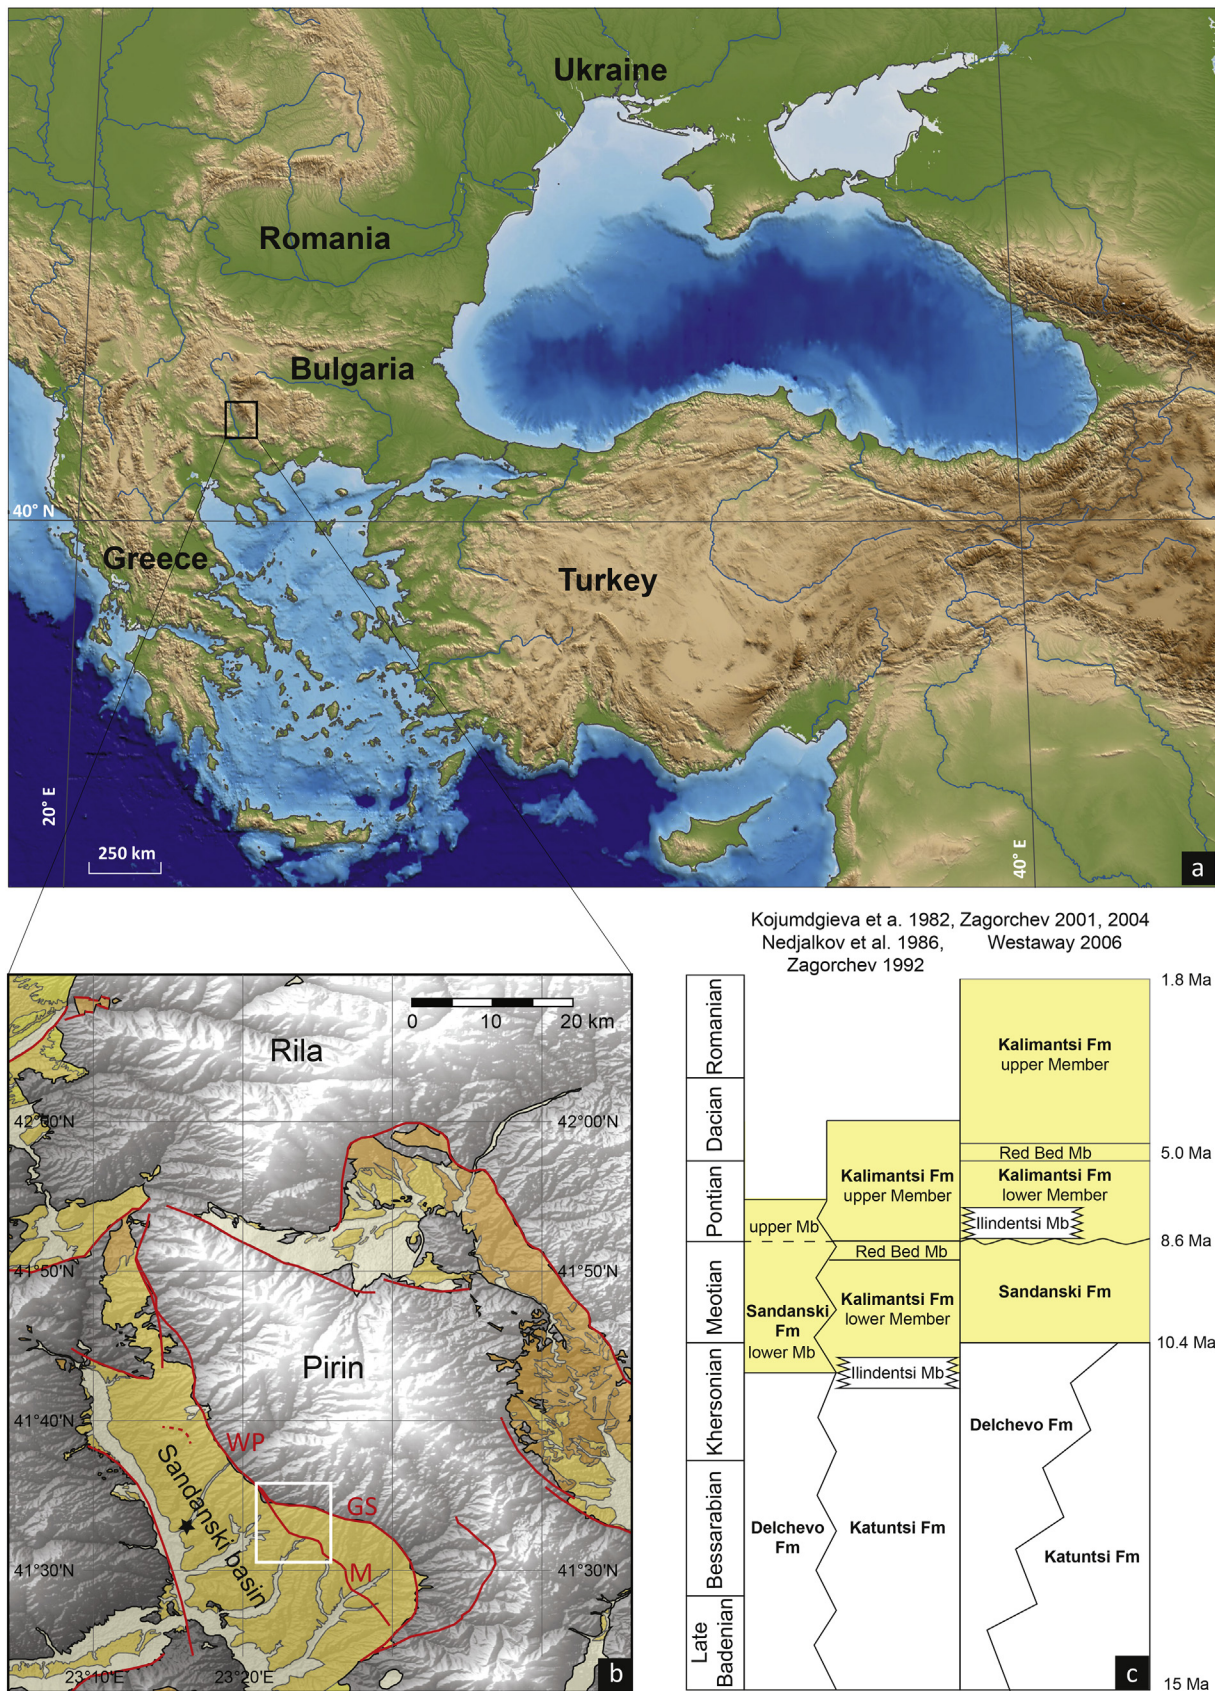 Ukraine
Romania
Bulgaria
40° N
Greece
Turkey
20° E
40° E
250 km
a
Kojumdgieva et a. 1982, Zagorchev 2001, 2004
Nedjalkov et al. 1986, Westaway 2006
Zagorchev 1992
0 10 20 km
Rila
42°00'N 42°00'N
41°50'N 41°50'N
Pirin
41°40'N 41°40'N
WP
GS
Sandanski basin
M
41°30'N 41°30'N
23°10'E 23°20'E
b
Romanian
Dacian
Pontian
Meotian
Khersonian
Bessarabian
Late
Badenian
upper Mb
Sandanski
Fm
lower Mb
Delchevo
Fm
Kalimantsi Fm
upper Member
Red Bed Mb
Kalimantsi Fm
lower Member
Ilindentsi Mb
Katuntsi Fm
Kalimantsi Fm
upper Member
Red Bed Mb
Kalimantsi Fm
lower Member
Ilindentsi Mb
Sandanski Fm
Delchevo Fm
Katuntsi Fm
1.8 Ma
5.0 Ma
8.6 Ma
10.4 Ma
15 Ma
c